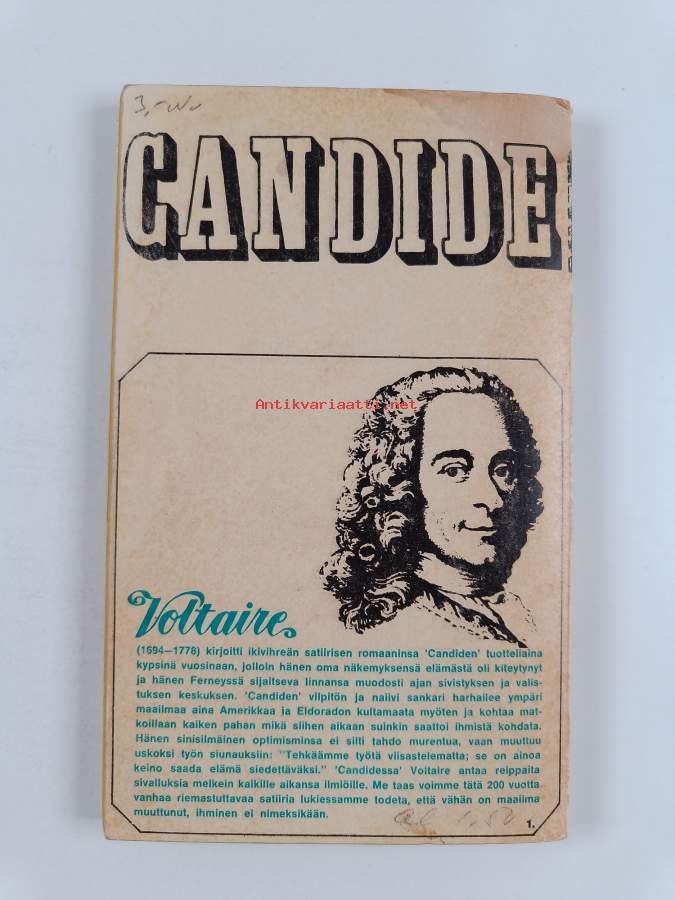 3,-
CANDIDE
Antikvariaatti.net
Voltaire
(1694—1778) kirjoitti ikivihreän satiirisen romaaninsa 'Candiden' tuotteliaina
kypsinä vuosinaan, jolloin hänen oma näkemyksensä elämästä oli kiteytynyt
ja hänen Ferneyssä sijaitseva linnansa muodosti ajan sivistyksen ja valis-
tuksen keskuksen. 'Candiden' vilpitön ja naiivi sankari harhailee ympäri
maailmaa aina Amerikkaa ja Eldoradon kultamaata myöten ja kohtaa mat-
koillaan kaiken pahan mikä siihen aikaan suinkin saattoi ihmistä kohdata.
Hänen sinisilmäinen optimisminsa ei silti tahdo murentua, vaan muuttuu
uskoksi työn siunauksiin: "Tehkäämme työtä viisastelematta; se on ainoa
keino saada elämä siedettäväksi." 'Candidessa' Voltaire antaa reippaita
sivalluksia melkein kaikille aikansa ilmiöille. Me taas voimme tätä 200 vuotta
vanhaa riemastuttavaa satiiria lukiessamme todeta, että vähän on maailma
muuttunut, ihminen ei nimeksikään.
1.